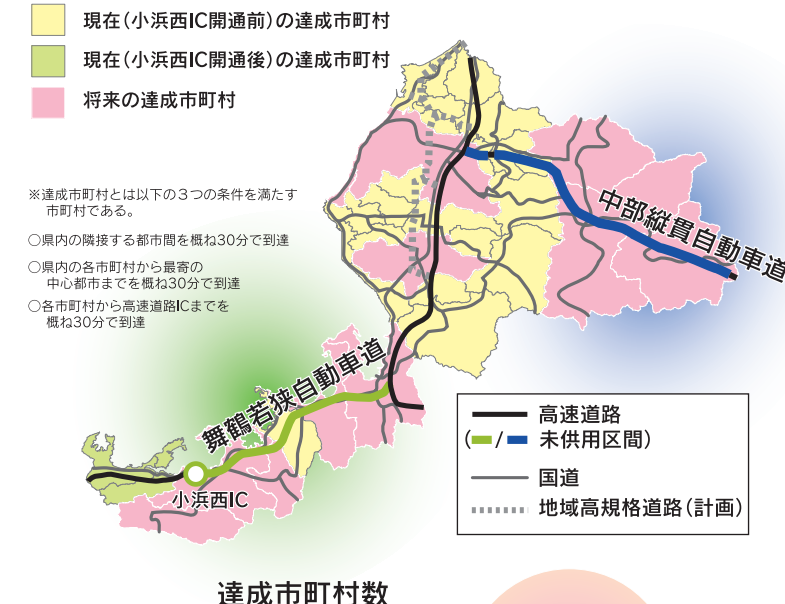 現在(小浜西IC開通前)の達成市町村
現在(小浜西IC開通後)の達成市町村
将来の達成市町村
※達成市町村とは以下の3つの条件を満たす
市町村である。
○県内の隣接する都市間を概ね30分で到達
○県内の各市町村から最寄の
中心都市までを概ね30分で到達
○各市町村から高速道路ICまでを
概ね30分で到達
中部縦貫自動車道
舞鶴若狭自動車道
小浜西IC
高速道路
( / 未供用区間)
国道
地域高規格道路(計画)
達成市町村数